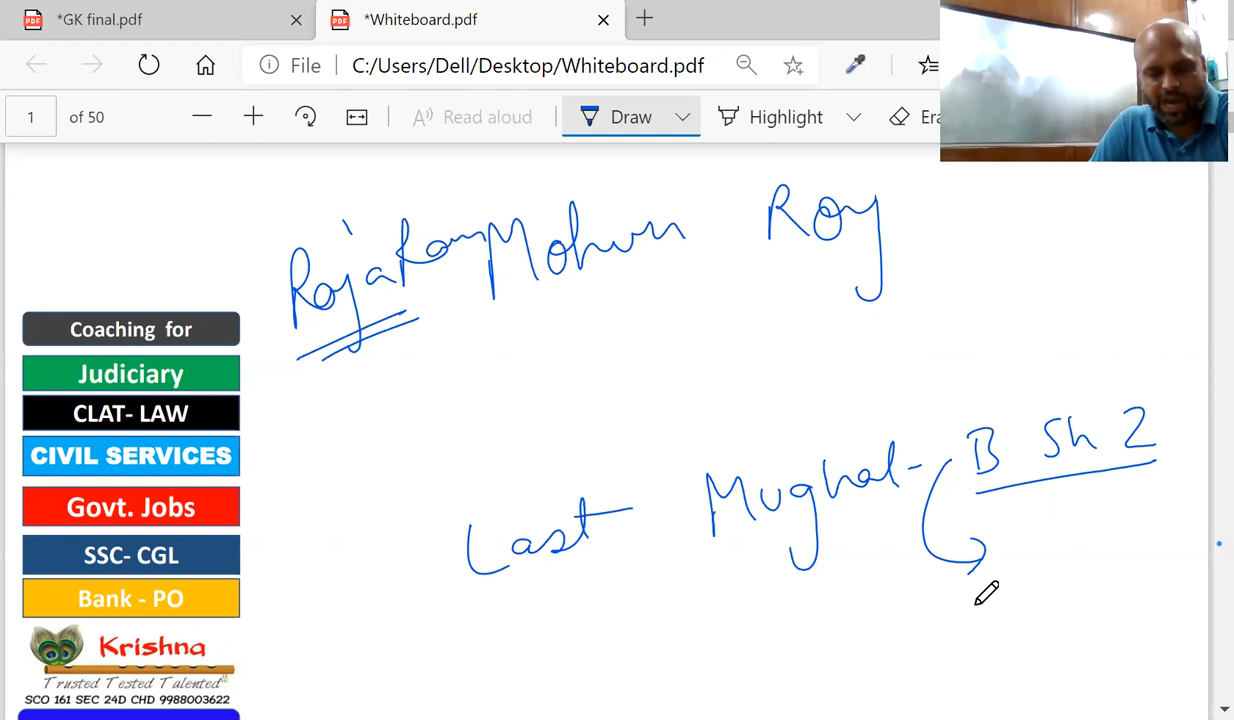 *GK final.pdf
*Whiteboard.pdf
File C:/Users/Dell/Desktop/Whiteboard.pdf
1 of 50
Read aloud
Draw
Highlight
Era
Raja Ram Mohun Roy
Coaching for
Judiciary
CLAT- LAW
CIVIL SERVICES
Govt. Jobs
SSC- CGL
Bank - PO
Krishna
Trusted Tested Talented
SCO 161 SEC 24D CHD 9988003622
Last Mughal- B Sh 2